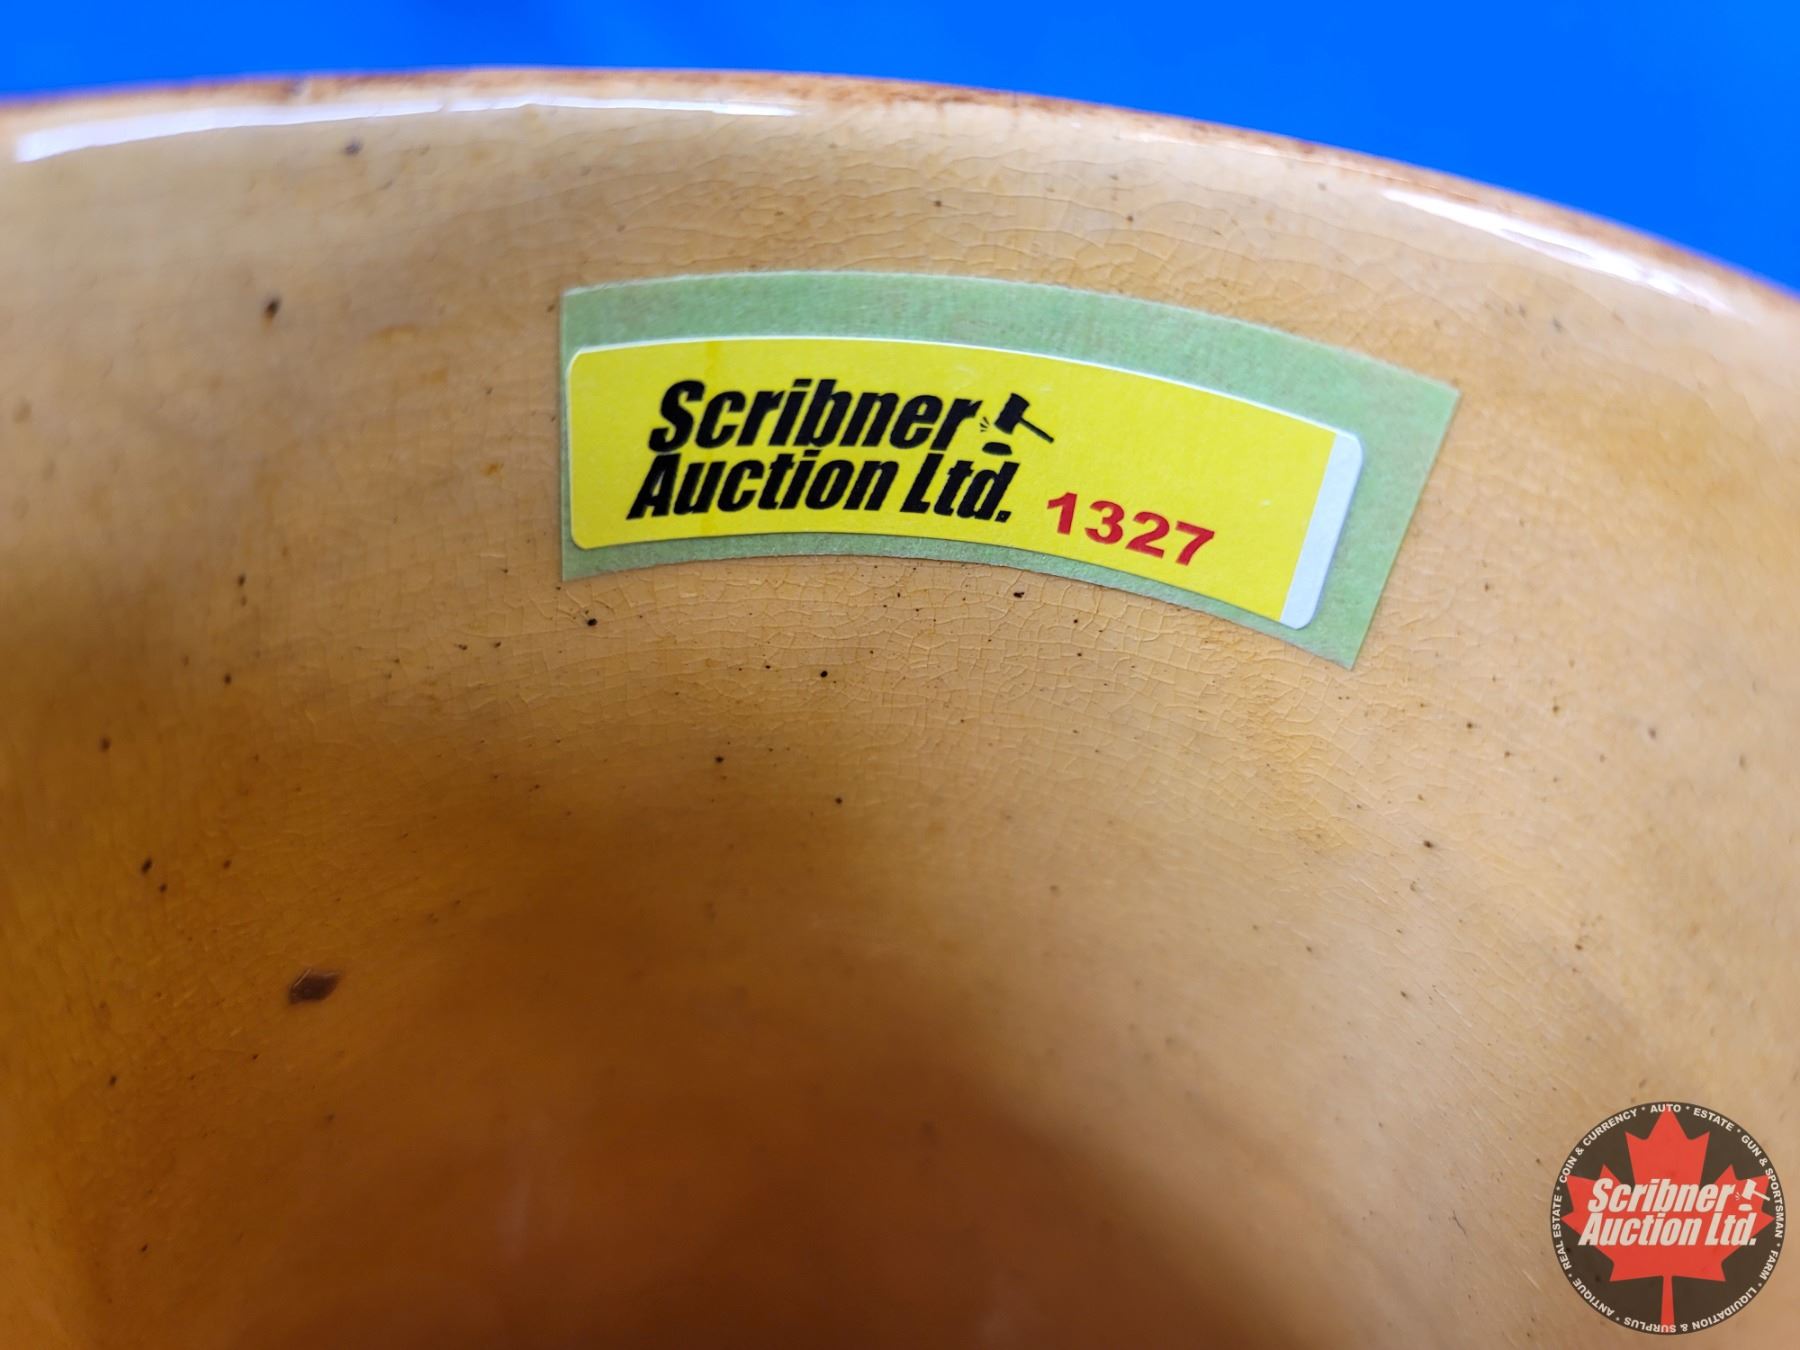 Scribner
Auction Ltd.
1327
COIN & CURRENCY * AUTO * ESTATE * GUN & SPORTSMAN * FARM * LIQUIDATION & SURPLUS * ANTIQUE * REAL ESTATE *
Scribner
Auction Ltd.